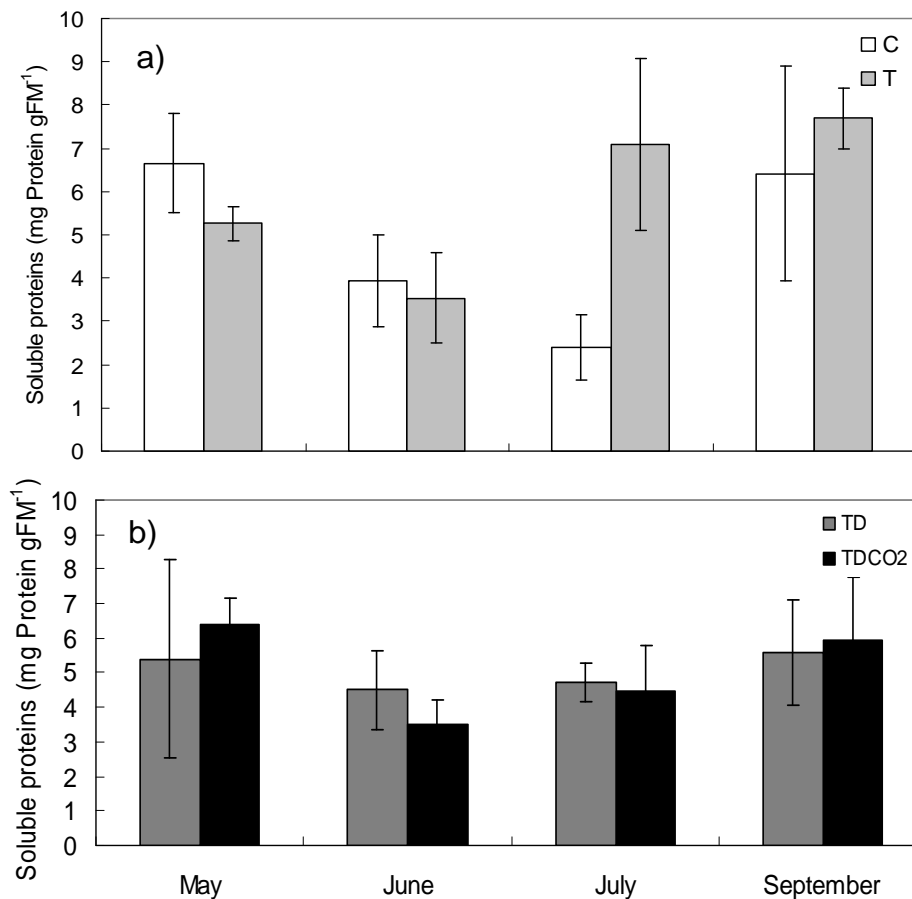 a)
C
T
Soluble proteins (mg Protein gFM⁻¹)
10
9
8
7
6
5
4
3
2
1
0
b)
TD
TDCO2
Soluble proteins (mg Protein gFM⁻¹)
10
9
8
7
6
5
4
3
2
1
0
May June July September